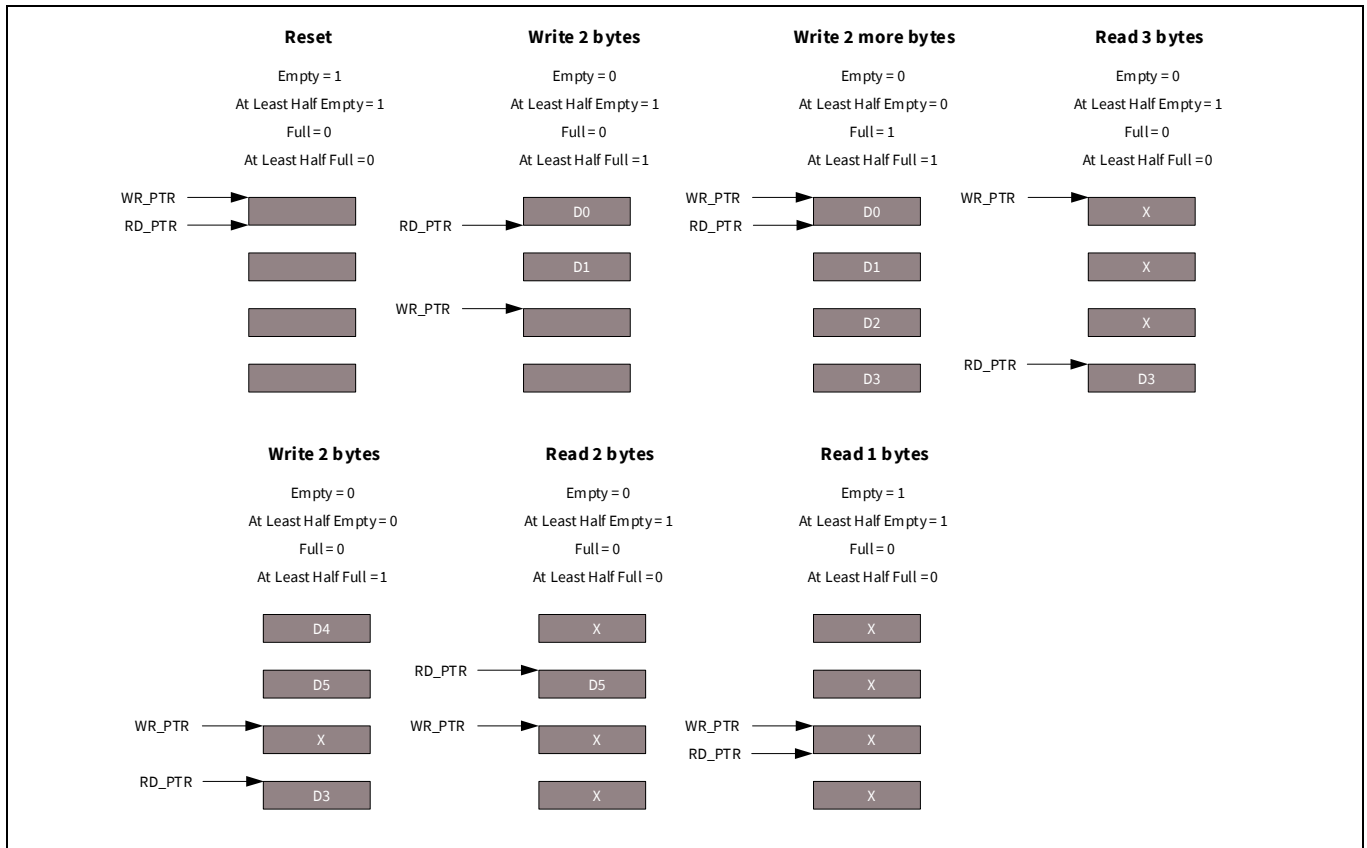 Reset
Empty = 1
At Least Half Empty = 1
Full = 0
At Least Half Full = 0
WR_PTR
RD_PTR
Write 2 bytes
Empty = 0
At Least Half Empty = 1
Full = 0
At Least Half Full = 1
D0
RD_PTR
D1
WR_PTR
Write 2 more bytes
Empty = 0
At Least Half Empty = 0
Full = 1
At Least Half Full = 1
WR_PTR
D0
RD_PTR
D1
D2
D3
Read 3 bytes
Empty = 0
At Least Half Empty = 1
Full = 0
At Least Half Full = 0
WR_PTR
X
X
X
RD_PTR
D3
Write 2 bytes
Empty = 0
At Least Half Empty = 0
Full = 0
At Least Half Full = 1
D4
D5
WR_PTR
X
RD_PTR
D3
Read 2 bytes
Empty = 0
At Least Half Empty = 1
Full = 0
At Least Half Full = 0
X
RD_PTR
D5
WR_PTR
X
X
Read 1 bytes
Empty = 1
At Least Half Empty = 1
Full = 0
At Least Half Full = 0
X
X
WR_PTR
X
RD_PTR
X